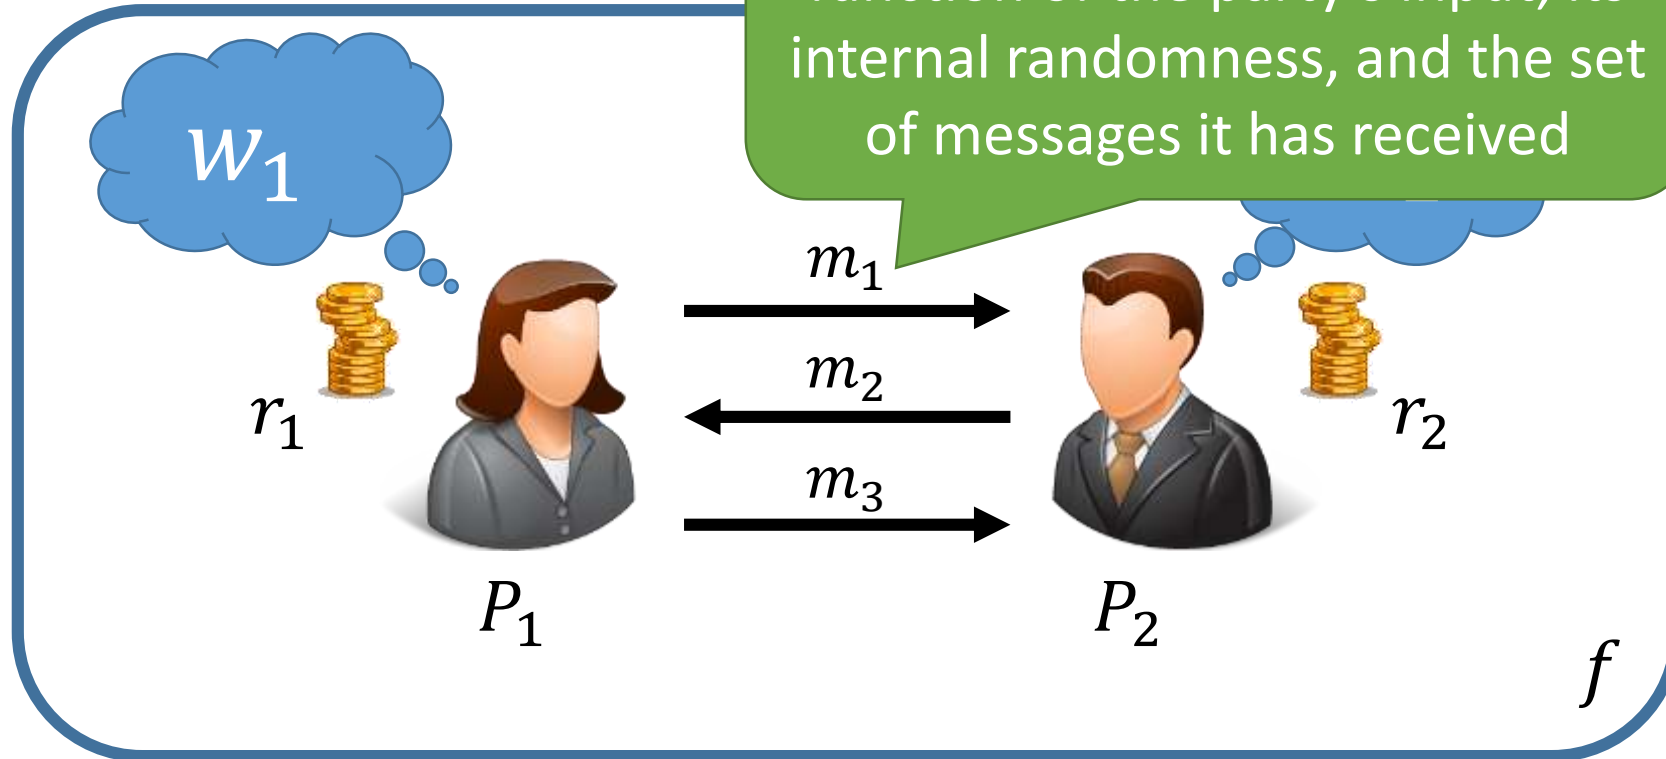 internal randomness, and the set
of messages it has received
w₁
m₁
m₂
r₁
r₂
m₃
P₁
P₂
f